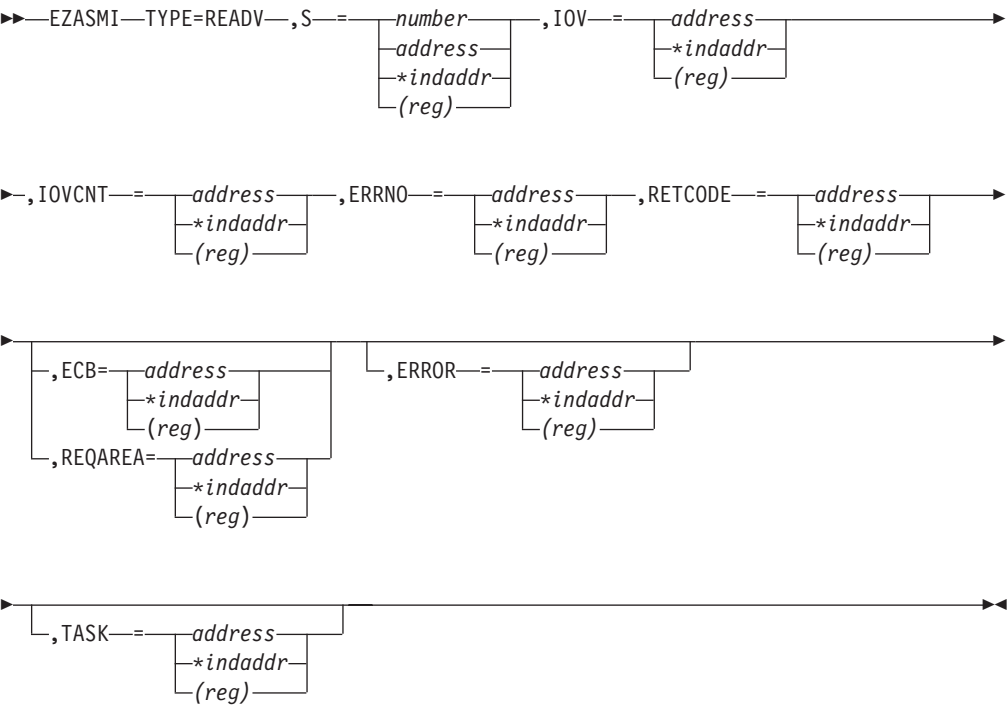 EZASMI TYPE=READV ,S = number ,IOV = address
address *indaddr
*indaddr (reg)
(reg)
,IOVCNT = address ,ERRNO = address ,RETCODE = address
*indaddr *indaddr *indaddr
(reg) (reg) (reg)
,ECB= address ,ERROR = address
*indaddr *indaddr
(reg) (reg)
,REQAREA= address
*indaddr
(reg)
,TASK = address
*indaddr
(reg)